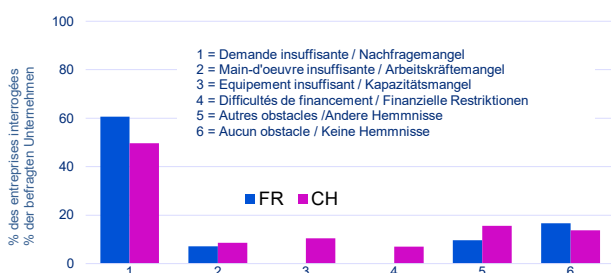 % des entreprises interrogées
% der befragten Unternehmen
100
80
60
40
20
0
1 = Demande insuffisante / Nachfragemangel
2 = Main-d'oeuvre insuffisante / Arbeitskräftemangel
3 = Equipement insuffisant / Kapazitätsmangel
4 = Difficultés de financement / Finanzielle Restriktionen
5 = Autres obstacles /Andere Hemmnisse
6 = Aucun obstacle / Keine Hemmnisse
FR CH
1 2 3 4 5 6